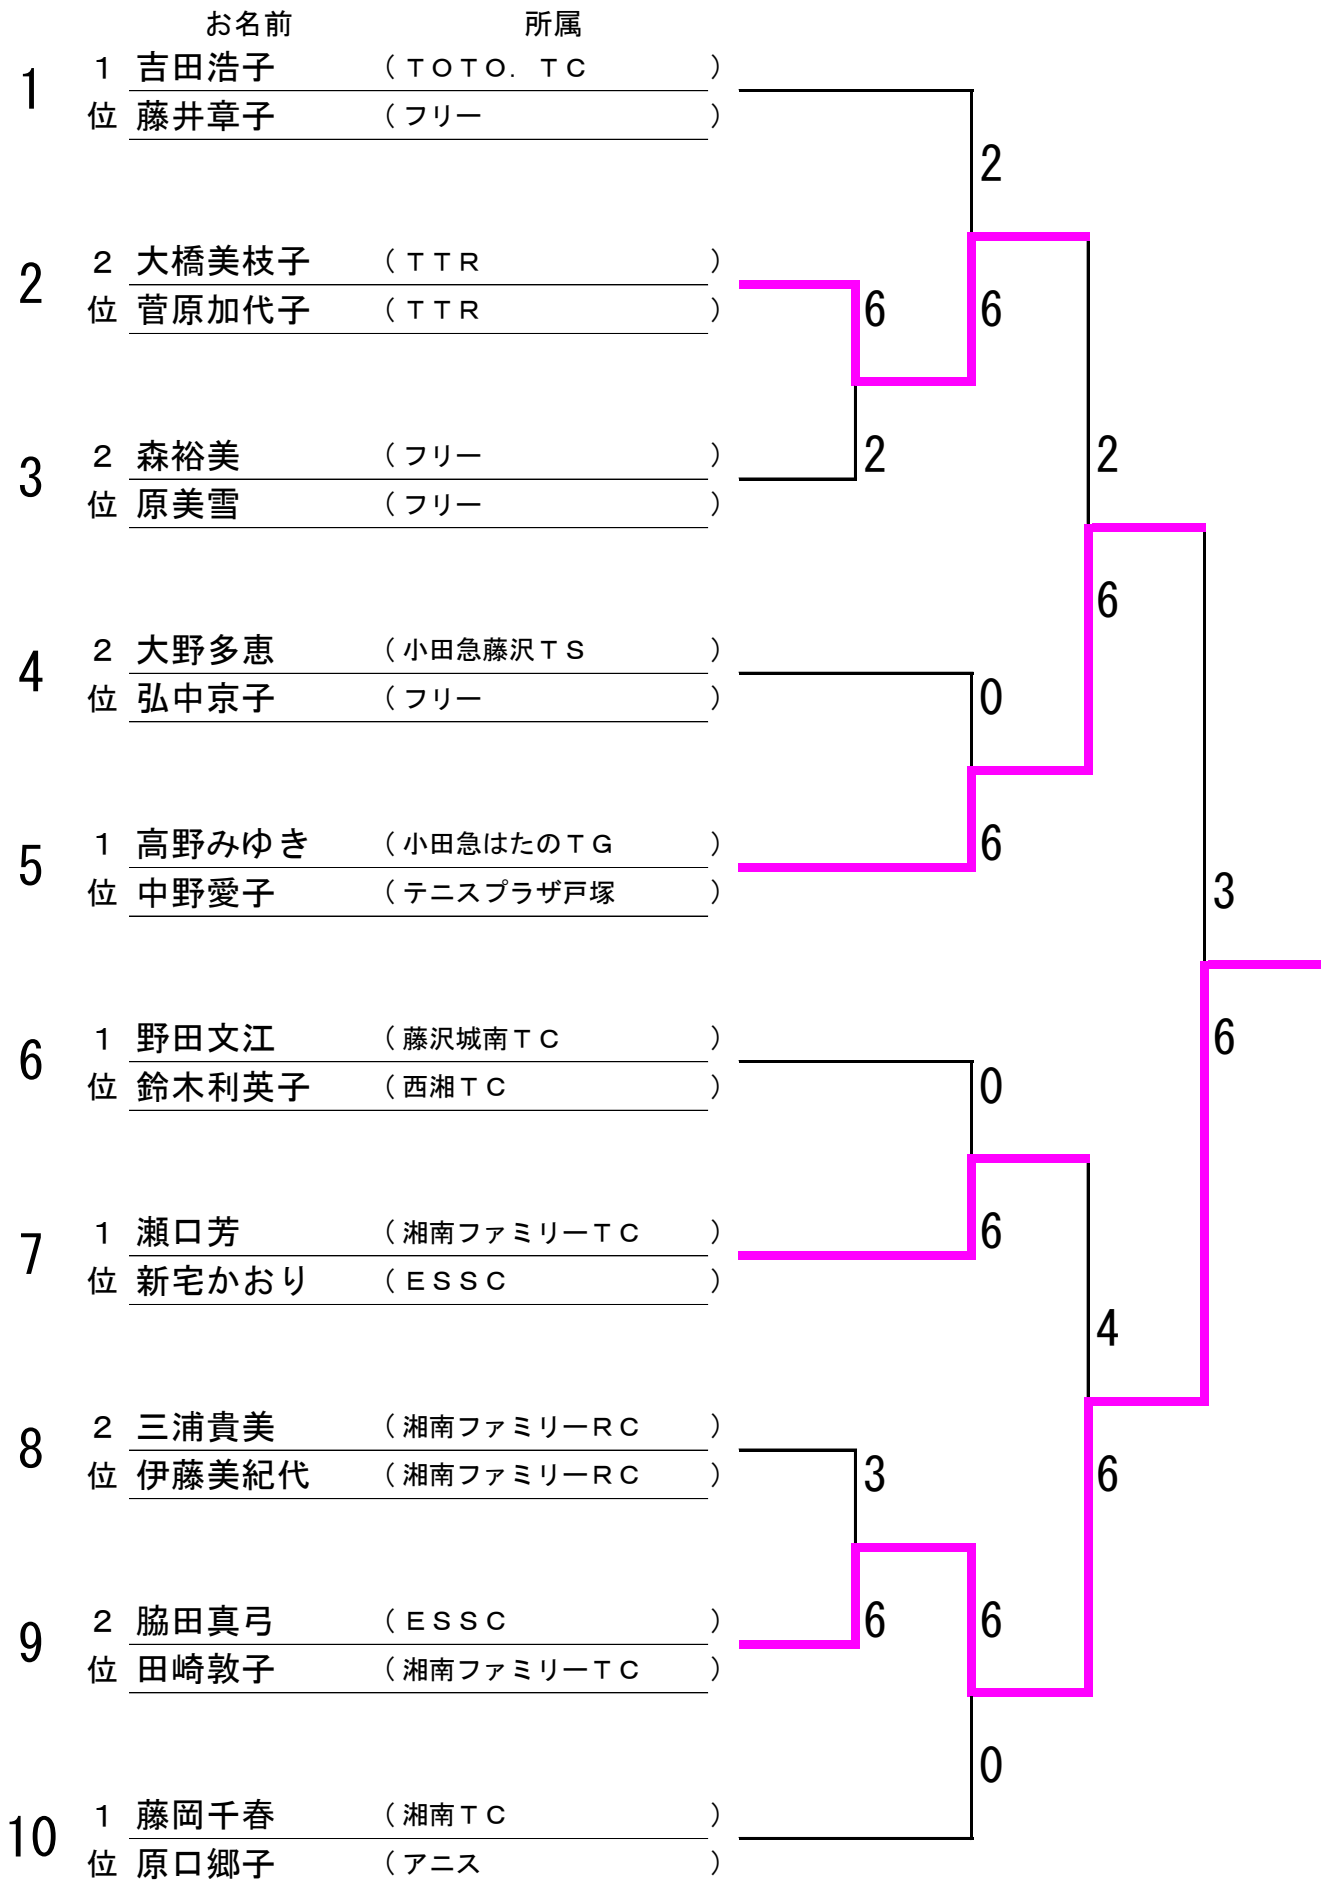 お名前 所属
1 1 吉田浩子 （ＴＯＴＯ．ＴＣ）
位 藤井章子 （フリー）
2
2 2 大橋美枝子 （ＴＴＲ）
位 菅原加代子 （ＴＴＲ）
6 6
3 2 森裕美 （フリー）
位 原美雪 （フリー）
2 2
6
4 2 大野多恵 （小田急藤沢ＴＳ）
位 弘中京子 （フリー）
0
5 1 高野みゆき （小田急はたのＴＧ）
位 中野愛子 （テニスプラザ戸塚）
6
3
6 1 野田文江 （藤沢城南ＴＣ）
位 鈴木利英子 （西湘ＴＣ）
6
0
7 1 瀬口芳 （湘南ファミリーＴＣ）
位 新宅かおり （ＥＳＳＣ）
6
4
8 2 三浦貴美 （湘南ファミリーＲＣ）
位 伊藤美紀代 （湘南ファミリーＲＣ）
3 6
9 2 脇田真弓 （ＥＳＳＣ）
位 田崎敦子 （湘南ファミリーＴＣ）
6 6
0
10 1 藤岡千春 （湘南ＴＣ）
位 原口郷子 （アニス）